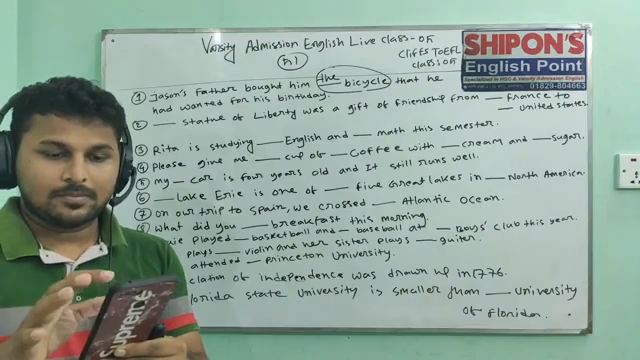 Varsity Admission English Live class-05
Cliffs TOEFL
class: 05
SHIPON'S
English Point
Specialized in HSC & Varsity Admission English
01829-804663
① Jason's Father bought him the bicycle that he
had wanted for his birthday.
② — statue of Liberty was a gift of friendship from — France to
— United States.
③ Rita is studying — English and — math this semester.
④ Please give me — cup of — Coffee with — cream and — sugar.
⑤ my — car is four years old and It still runs well.
⑥ — Lake Erie is one of — five Great Lakes in — North America.
⑦ On our trip to Spain, we crossed — Atlantic Ocean.
⑧ What did you — breakfast this morning.
played — basketball and — baseball at — Boys' club this year.
plays — violin and her sister plays — guiter.
attended — Princeton University.
of independence was drawn up in 1776.
State University is smaller than — University
of Florida.
Supreme